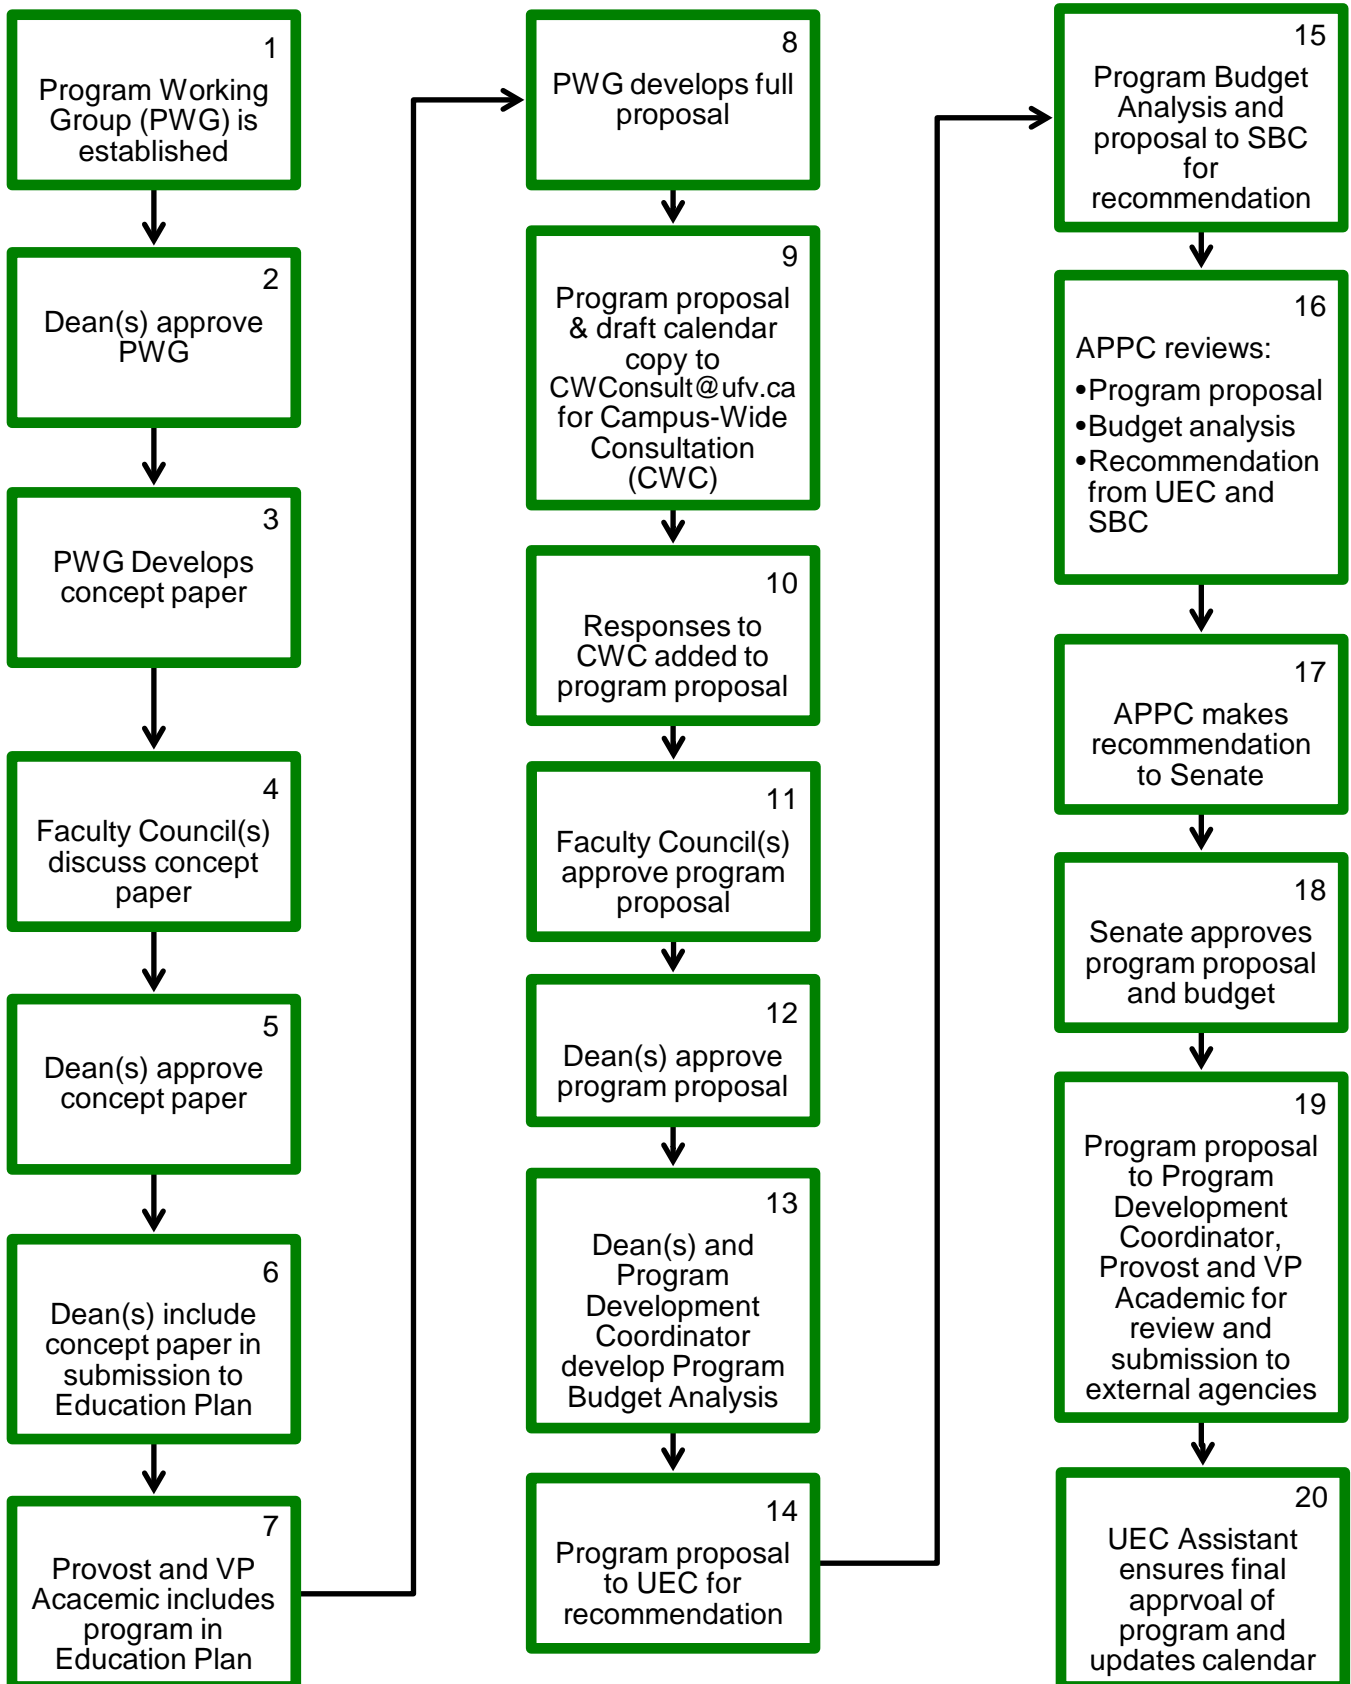 1
Program Working
Group (PWG) is
established
2
Dean(s) approve
PWG
3
PWG Develops
concept paper
4
Faculty Council(s)
discuss concept
paper
5
Dean(s) approve
concept paper
6
Dean(s) include
concept paper in
submission to
Education Plan
7
Provost and VP
Acacemic includes
program in
Education Plan
8
PWG develops full
proposal
9
Program proposal
& draft calendar
copy to
CWConsult@ufv.ca
for Campus-Wide
Consultation
(CWC)
10
Responses to
CWC added to
program proposal
11
Faculty Council(s)
approve program
proposal
12
Dean(s) approve
program proposal
13
Dean(s) and
Program
Development
Coordinator
develop Program
Budget Analysis
14
Program proposal
to UEC for
recommendation
15
Program Budget
Analysis and
proposal to SBC
for
recommendation
16
APPC reviews:
•Program proposal
•Budget analysis
•Recommendation
from UEC and
SBC
17
APPC makes
recommendation
to Senate
18
Senate approves
program proposal
and budget
19
Program proposal
to Program
Development
Coordinator,
Provost and VP
Academic for
review and
submission to
external agencies
20
UEC Assistant
ensures final
apprvoal of
program and
updates calendar